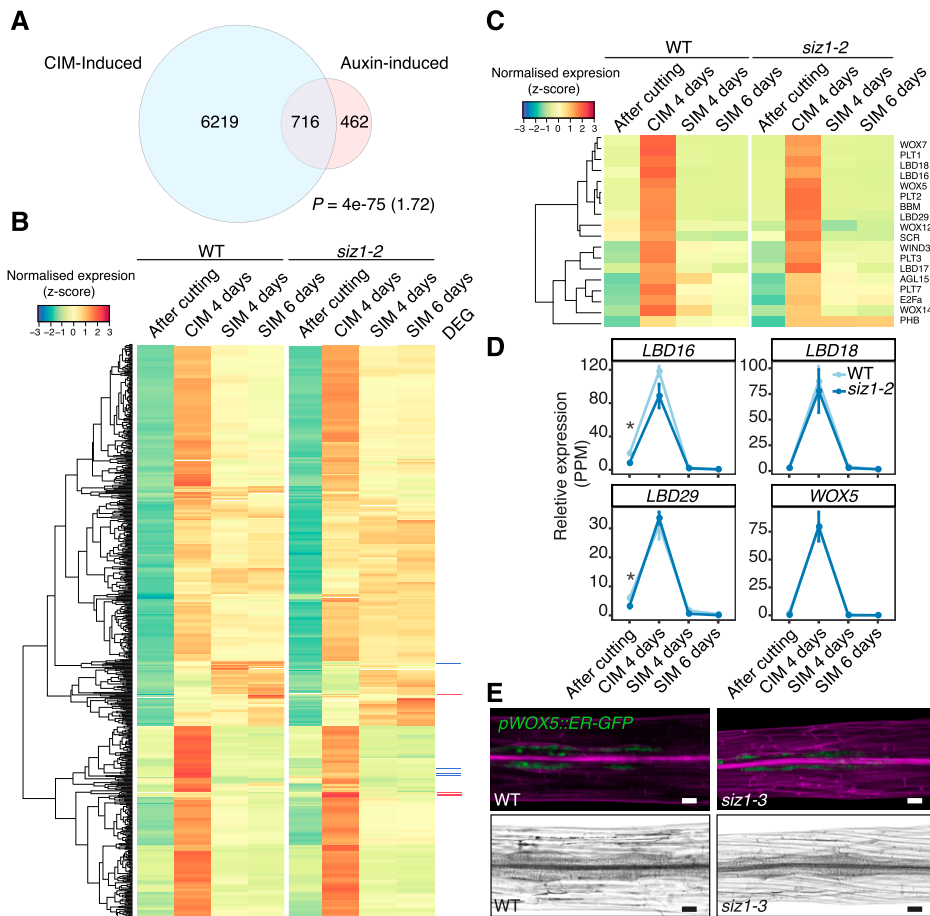 A
CIM-Induced
Auxin-induced
6219
716
462
P = 4e-75 (1.72)
B
WT
siz1-2
Normalised expresion
(z-score)
−3 −2 −1 0 1 2 3
After cutting
CIM 4 days
SIM 4 days
SIM 6 days
After cutting
CIM 4 days
SIM 4 days
SIM 6 days
DEG
C
WT
siz1-2
Normalised expresion
(z-score)
−3 −2 −1 0 1 2 3
After cutting
CIM 4 days
SIM 4 days
SIM 6 days
After cutting
CIM 4 days
SIM 4 days
SIM 6 days
WOX7
PLT1
LBD18
LBD16
WOX5
PLT2
BBM
LBD29
WOX12
SCR
WIND3
PLT3
LBD17
AGL15
PLT7
E2Fa
WOX14
PHB
D
Reletive expression
(PPM)
LBD16
120
80
40
0
*
LBD18
100
75
50
25
0
WT
siz1-2
LBD29
30
20
10
0
*
WOX5
75
50
25
0
After cutting
CIM 4 days
SIM 4 days
SIM 6 days
After cutting
CIM 4 days
SIM 4 days
SIM 6 days
E
pWOX5::ER-GFP
WT
siz1-3
WT
siz1-3